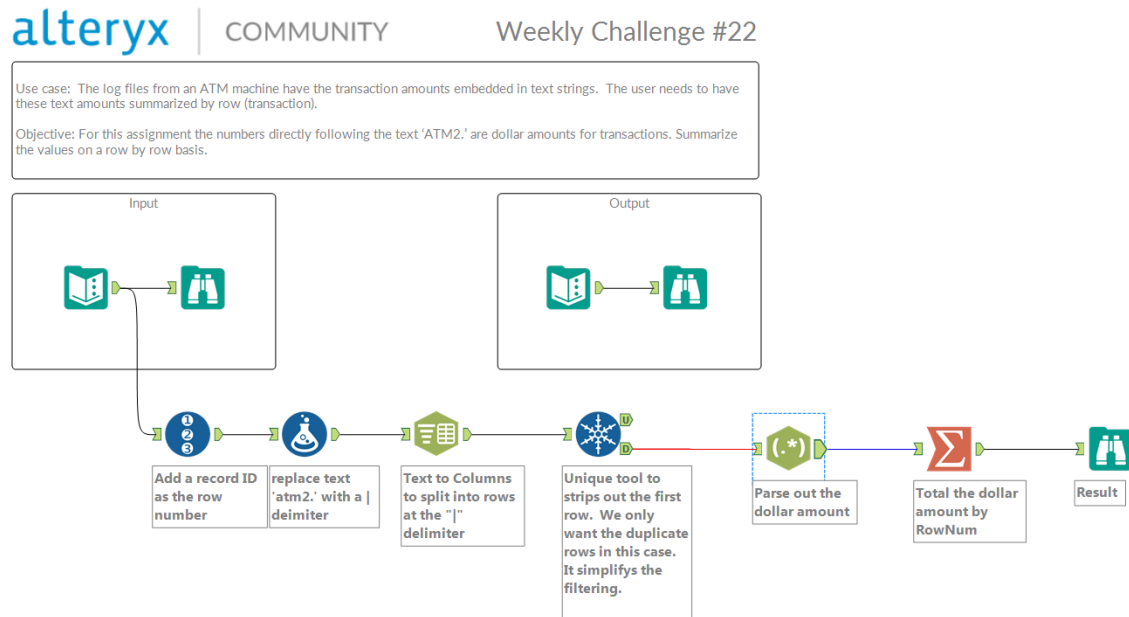 alteryx COMMUNITY Weekly Challenge #22
Use case: The log files from an ATM machine have the transaction amounts embedded in text strings. The user needs to have
these text amounts summarized by row (transaction).
Objective: For this assignment the numbers directly following the text ‘ATM2.’ are dollar amounts for transactions. Summarize
the values on a row by row basis.
Input
Output
1
2
3
U
D
(.*)
Add a record ID
as the row
number
replace text
'atm2.' with a |
deimiter
Text to Columns
to split into rows
at the "|"
delimiter
Unique tool to
strips out the first
row. We only
want the duplicate
rows in this case.
It simplifys the
filtering.
Parse out the
dollar amount
Total the dollar
amount by
RowNum
Result